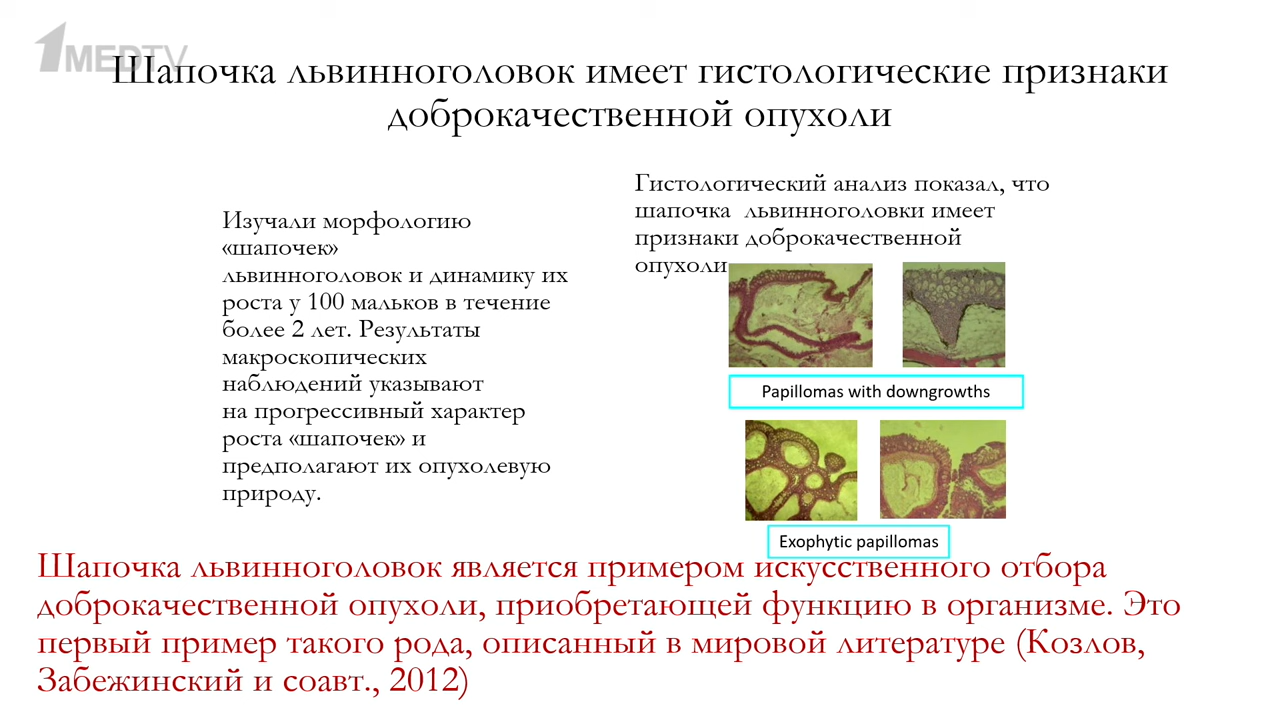 1MEDTV
Шапочка львинноголовок имеет гистологические признаки
доброкачественной опухоли
Изучали морфологию
«шапочек»
львинноголовок и динамику их
роста у 100 мальков в течение
более 2 лет. Результаты
макроскопических
наблюдений указывают
на прогрессивный характер
роста «шапочек» и
предполагают их опухолевую
природу.
Гистологический анализ показал, что
шапочка львинноголовки имеет
признаки доброкачественной
опухоли
Papillomas with downgrowths
Exophytic papillomas
Шапочка львинноголовок является примером искусственного отбора
доброкачественной опухоли, приобретающей функцию в организме. Это
первый пример такого рода, описанный в мировой литературе (Козлов,
Забежинский и соавт., 2012)